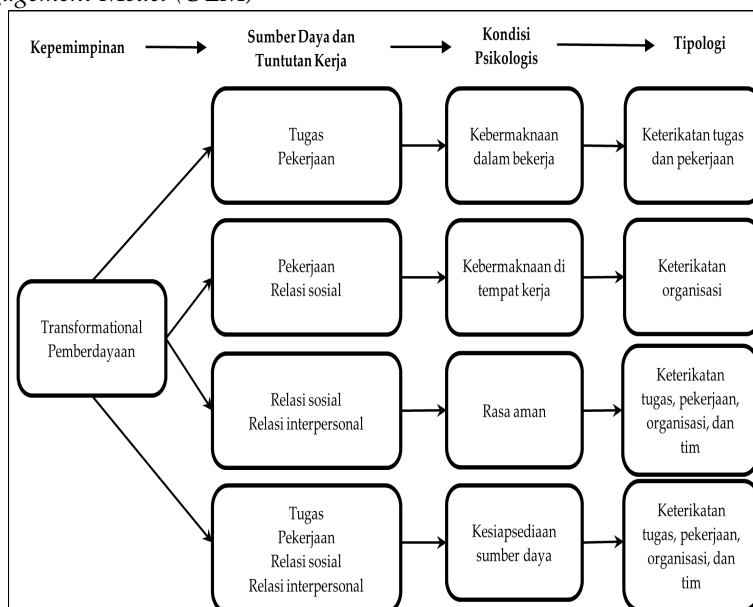 Model (OEM)
Kepemimpinan
Sumber Daya dan
Tuntutan Kerja
Kondisi
Psikologis
Tipologi
Tugas
Pekerjaan
Kebermaknaan
dalam bekerja
Keterikatan tugas
dan pekerjaan
Transformational
Pemberdayaan
Pekerjaan
Relasi sosial
Kebermaknaan di
tempat kerja
Keterikatan
organisasi
Relasi sosial
Relasi interpersonal
Rasa aman
Keterikatan
tugas, pekerjaan,
organisasi, dan
tim
Tugas
Pekerjaan
Relasi sosial
Relasi interpersonal
Kesiapsediaan
sumber daya
Keterikatan
tugas, pekerjaan,
organisasi, dan
tim